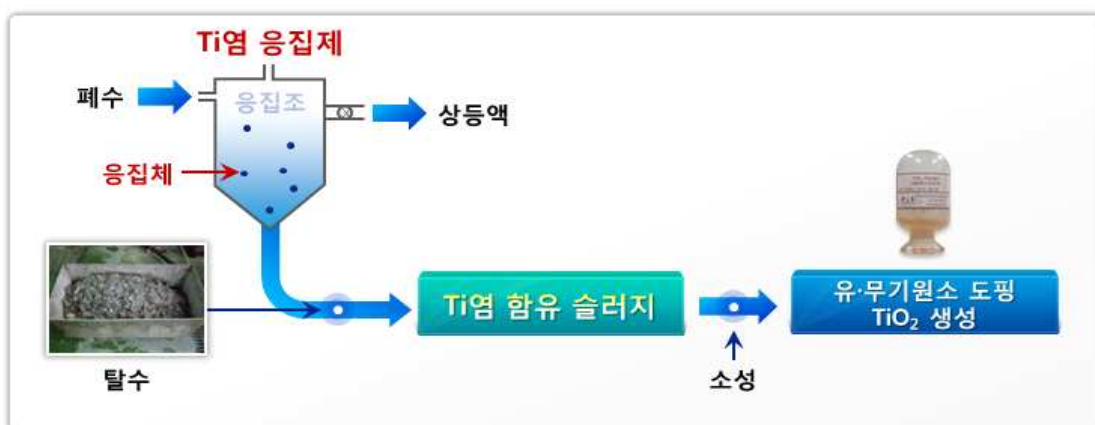 Ti염 응집제
폐수
응집조
상등액
응집체
Ti염 함유 슬러지
유·무기원소 도핑
TiO₂ 생성
탈수
소성